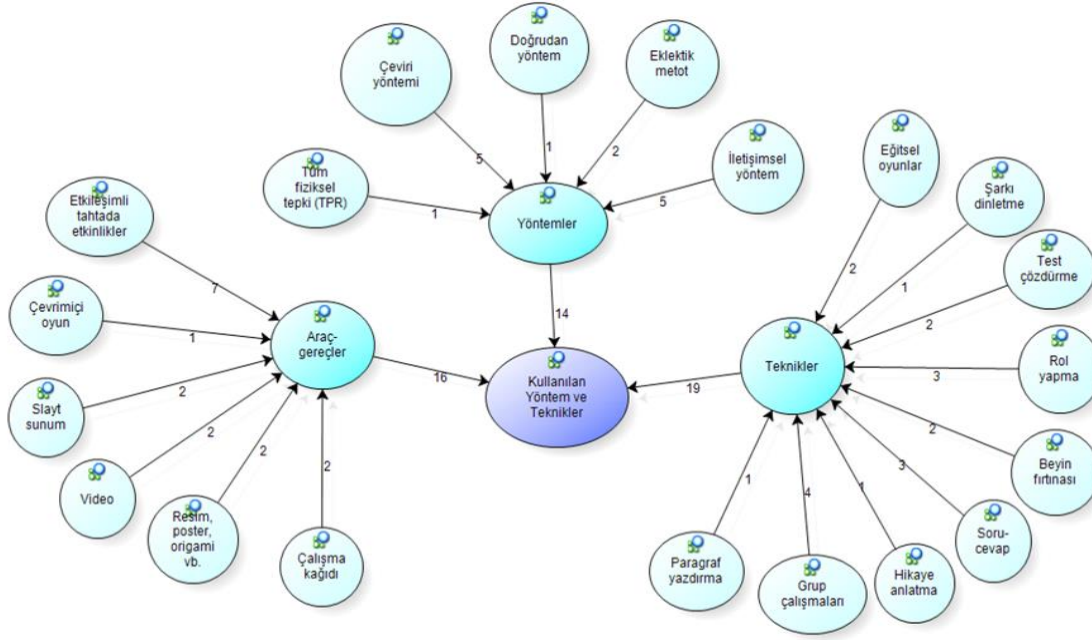 Çeviri
yöntemi
Doğrudan
yöntem
Eklektik
metot
Tüm
fiziksel
tepki (TPR)
İletişimsel
yöntem
5
1
2
1
5
Yöntemler
14
Etkileşimli
tahtada
etkinlikler
Çevrimiçi
oyun
Slayt
sunum
Video
Resim,
poster,
origami
vb.
Çalışma
kağıdı
7
1
2
2
2
2
Araç-
gereçler
16
Kullanılan
Yöntem ve
Teknikler
19
Teknikler
Eğitsel
oyunlar
Şarkı
dinletme
Test
çözdürme
Rol
yapma
Beyin
fırtınası
Soru-
cevap
Hikaye
anlatma
Grup
çalışmaları
Paragraf
yazdırma
2
1
2
3
2
3
1
4
1